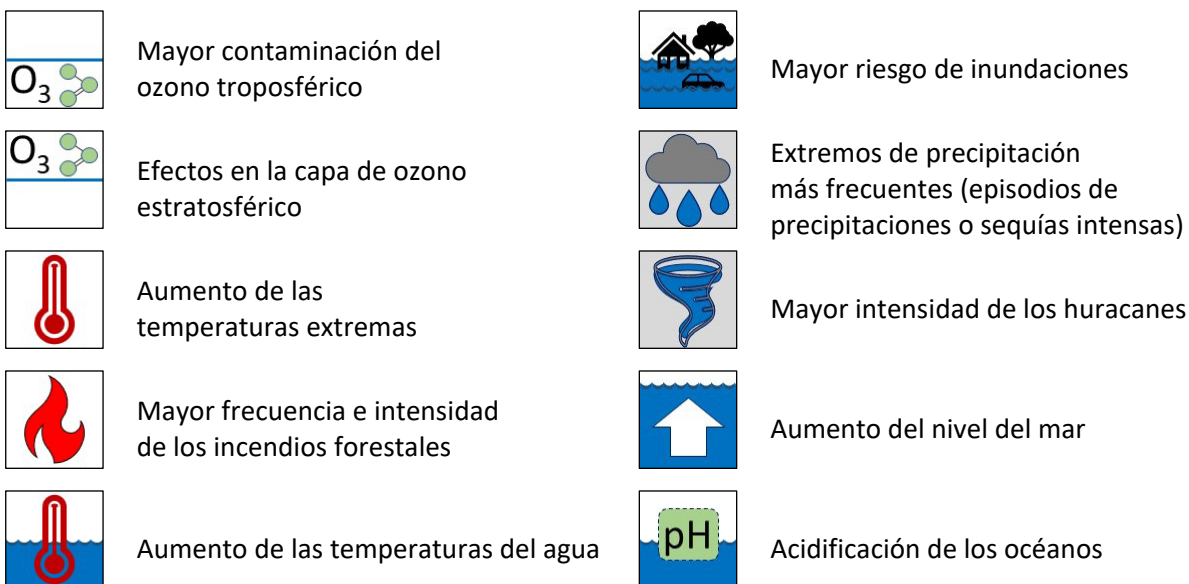 O3
Mayor contaminación del
ozono troposférico
O3
Efectos en la capa de ozono
estratosférico
Aumento de las
temperaturas extremas
Mayor frecuencia e intensidad
de los incendios forestales
Aumento de las temperaturas del agua
Mayor riesgo de inundaciones
Extremos de precipitación
más frecuentes (episodios de
precipitaciones o sequías intensas)
Mayor intensidad de los huracanes
Aumento del nivel del mar
pH
Acidificación de los océanos